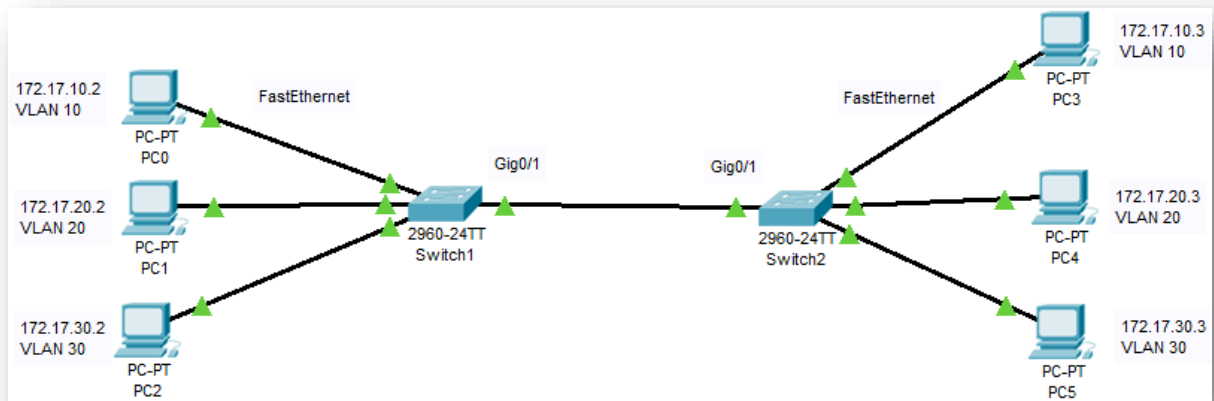 172.17.10.2
VLAN 10
PC-PT
PC0
FastEthernet
172.17.20.2
VLAN 20
PC-PT
PC1
172.17.30.2
VLAN 30
PC-PT
PC2
2960-24TT
Switch1
Gig0/1
Gig0/1
2960-24TT
Switch2
FastEthernet
172.17.10.3
VLAN 10
PC-PT
PC3
172.17.20.3
VLAN 20
PC-PT
PC4
172.17.30.3
VLAN 30
PC-PT
PC5